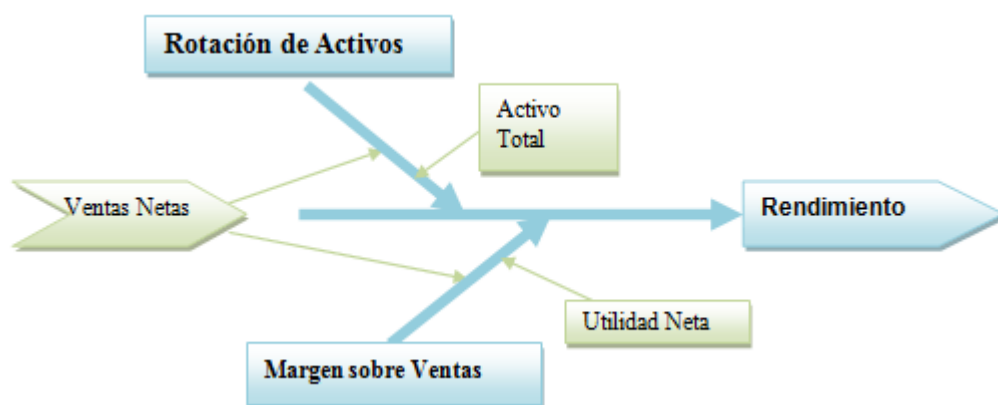 Rotación de Activos
Activo
Total
Ventas Netas
Rendimiento
Utilidad Neta
Margen sobre Ventas